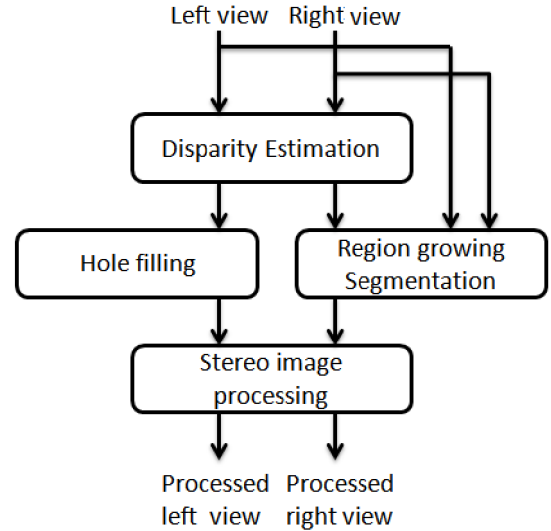 Left view Right view
Disparity Estimation
Hole filling
Region growing
Segmentation
Stereo image
processing
Processed
left view
Processed
right view